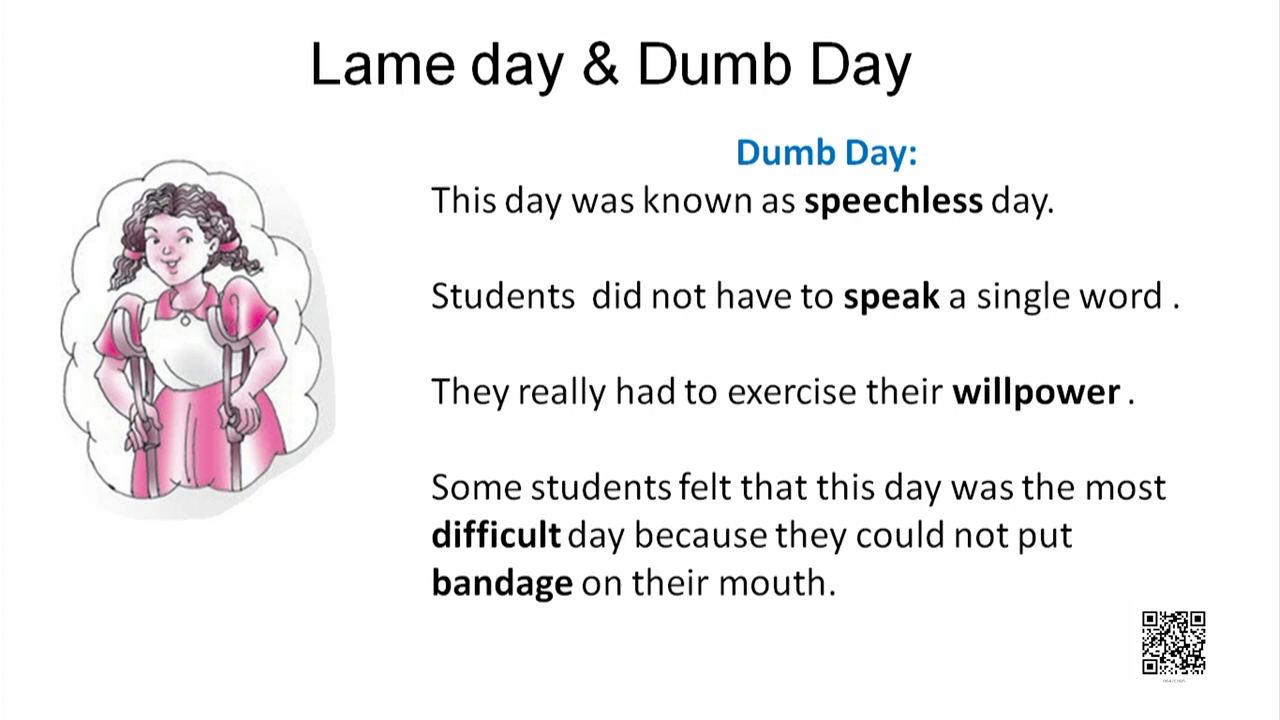 Lame day & Dumb Day
Dumb Day:
This day was known as speechless day.
Students did not have to speak a single word .
They really had to exercise their willpower .
Some students felt that this day was the most
difficult day because they could not put
bandage on their mouth.